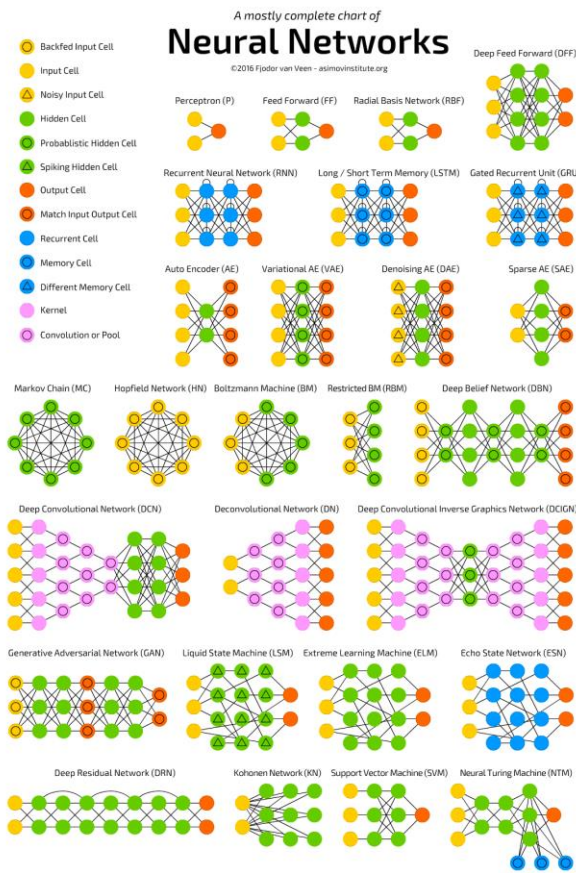 A mostly complete chart of
Neural Networks
©2016 Fjodor van Veen - asimovinstitute.org
Backfed Input Cell
Input Cell
Noisy Input Cell
Hidden Cell
Probablistic Hidden Cell
Spiking Hidden Cell
Output Cell
Match Input Output Cell
Recurrent Cell
Memory Cell
Different Memory Cell
Kernel
Convolution or Pool
Deep Feed Forward (DFF)
Perceptron (P)
Feed Forward (FF)
Radial Basis Network (RBF)
Recurrent Neural Network (RNN)
Long / Short Term Memory (LSTM)
Gated Recurrent Unit (GRU)
Auto Encoder (AE)
Variational AE (VAE)
Denoising AE (DAE)
Sparse AE (SAE)
Markov Chain (MC)
Hopfield Network (HN)
Boltzmann Machine (BM)
Restricted BM (RBM)
Deep Belief Network (DBN)
Deep Convolutional Network (DCN)
Deconvolutional Network (DN)
Deep Convolutional Inverse Graphics Network (DCIGN)
Generative Adversarial Network (GAN)
Liquid State Machine (LSM)
Extreme Learning Machine (ELM)
Echo State Network (ESN)
Deep Residual Network (DRN)
Kohonen Network (KN)
Support Vector Machine (SVM)
Neural Turing Machine (NTM)